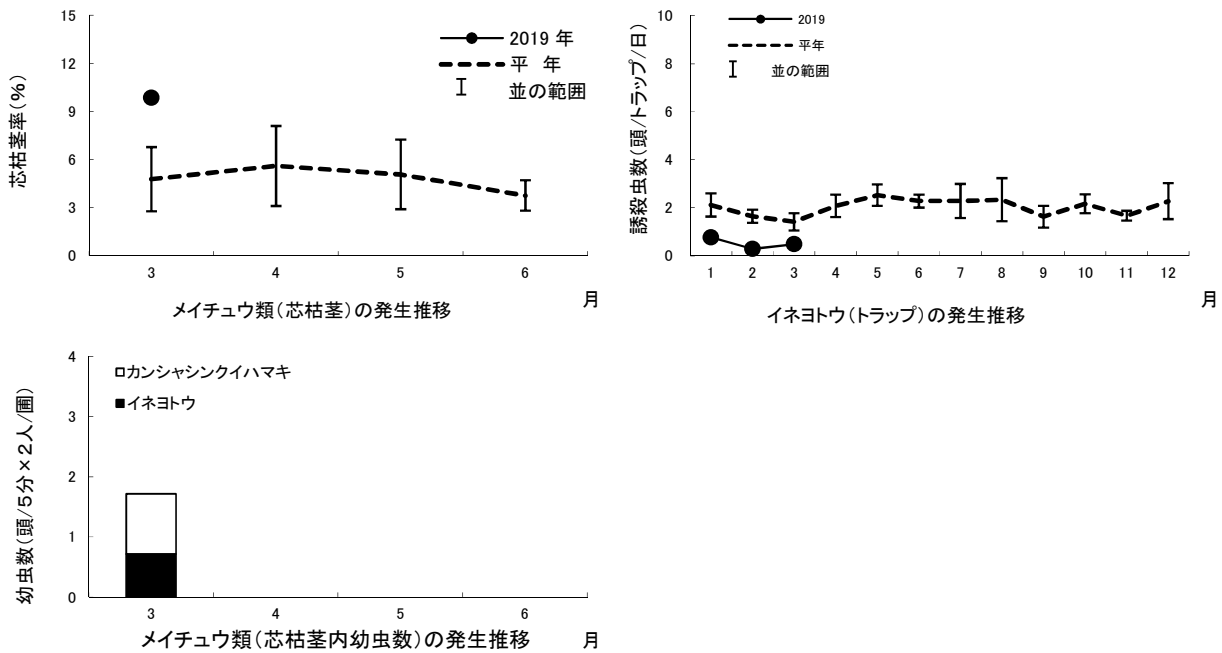 15
12
9
6
3
0
芯枯茎率(%)
2019 年
平 年
並の範囲
3 4 5 6
月
メイチュウ類(芯枯茎)の発生推移
10
8
6
4
2
0
誘殺虫数(頭/トラップ/日)
2019
平年
並の範囲
1 2 3 4 5 6 7 8 9 10 11 12
月
イネヨトウ(トラップ)の発生推移
4
3
2
1
0
幼虫数(頭/5分×2人/圃)
カンシャシンクイハマキ
イネヨトウ
3 4 5 6
メイチュウ類(芯枯茎内幼虫数)の発生推移
月